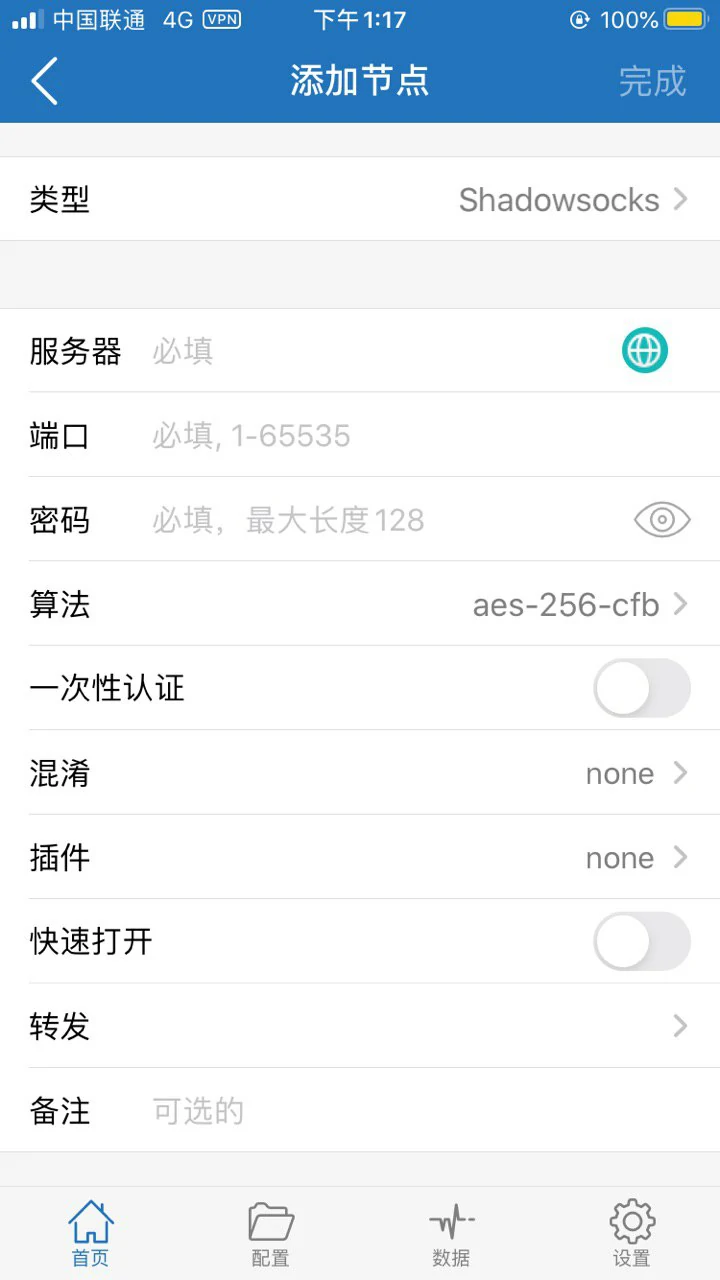 中国联通 4G VPN 下午1:17 100%
添加节点 完成
类型 Shadowsocks
服务器 必填
端口 必填, 1-65535
密码 必填，最大长度128
算法 aes-256-cfb
一次性认证
混淆 none
插件 none
快速打开
转发
备注 可选的
首页 配置 数据 设置